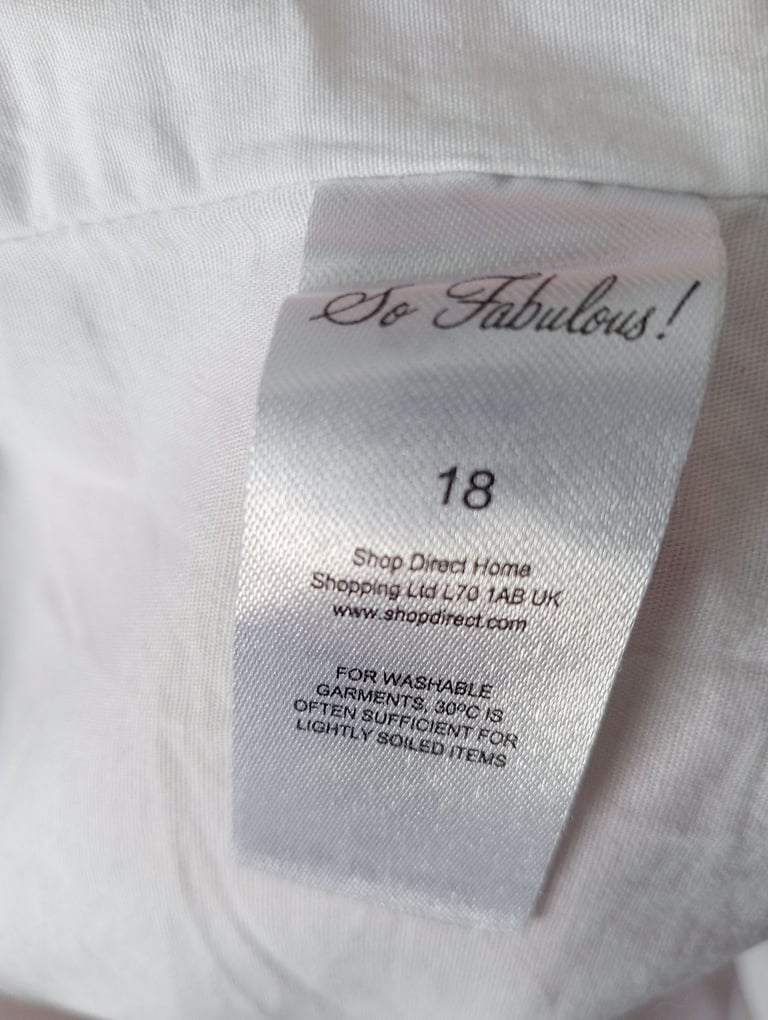 So Fabulous!
18
Shop Direct Home
Shopping Ltd L70 1AB UK
www.shopdirect.com
FOR WASHABLE
GARMENTS, 30ºC IS
OFTEN SUFFICIENT FOR
LIGHTLY SOILED ITEMS